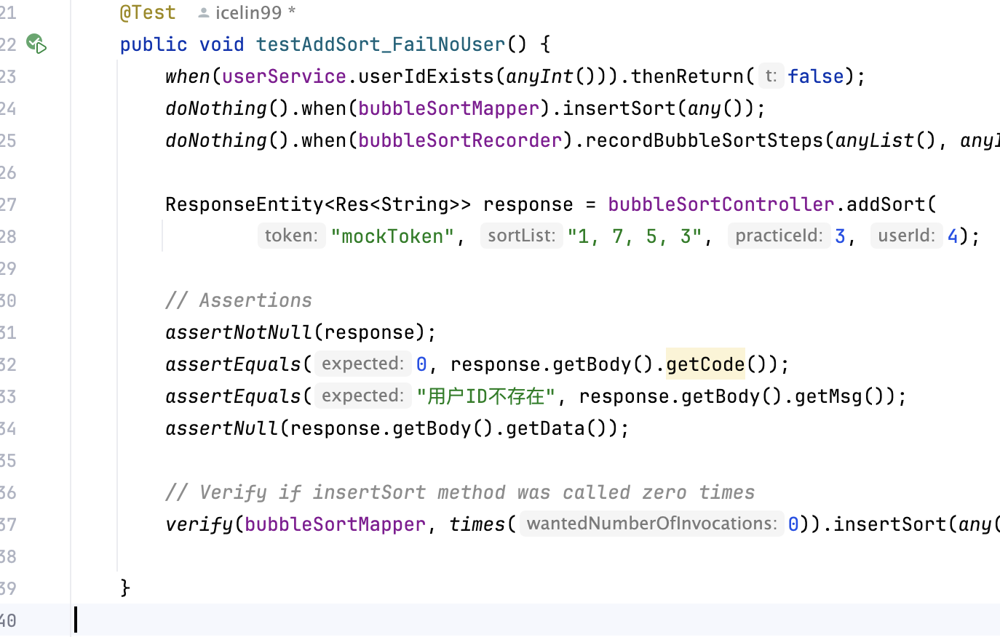 21 @Test icelin99 *
22 public void testAddSort_FailNoUser() {
23 when(userService.userIdExists(anyInt())).thenReturn( t: false);
24 doNothing().when(bubbleSortMapper).insertSort(any());
25 doNothing().when(bubbleSortRecorder).recordBubbleSortSteps(anyList(), anyI
26
27 ResponseEntity<Res<String>> response = bubbleSortController.addSort(
28 token: "mockToken", sortList: "1, 7, 5, 3", practiceId: 3, userId: 4);
29
30 // Assertions
31 assertNotNull(response);
32 assertEquals( expected: 0, response.getBody().getCode());
33 assertEquals( expected: "用户ID不存在", response.getBody().getMsg());
34 assertNull(response.getBody().getData());
35
36 // Verify if insertSort method was called zero times
37 verify(bubbleSortMapper, times( wantedNumberOfInvocations: 0)).insertSort(any(
38
39 }
40